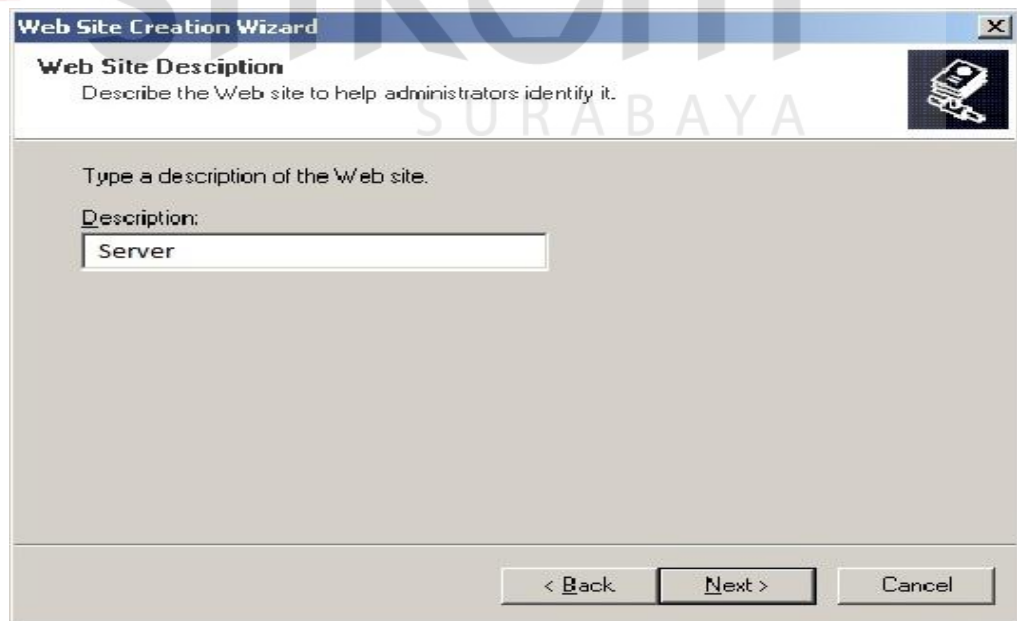 Web Site Creation Wizard
Web Site Desciption
Describe the Web site to help administrators identify it.
SURABAYA
Type a description of the Web site.
Description:
Server
< Back
Next >
Cancel